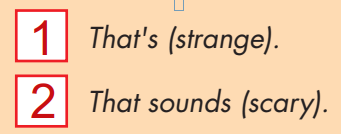 1 That's (strange).
2 That sounds (scary).